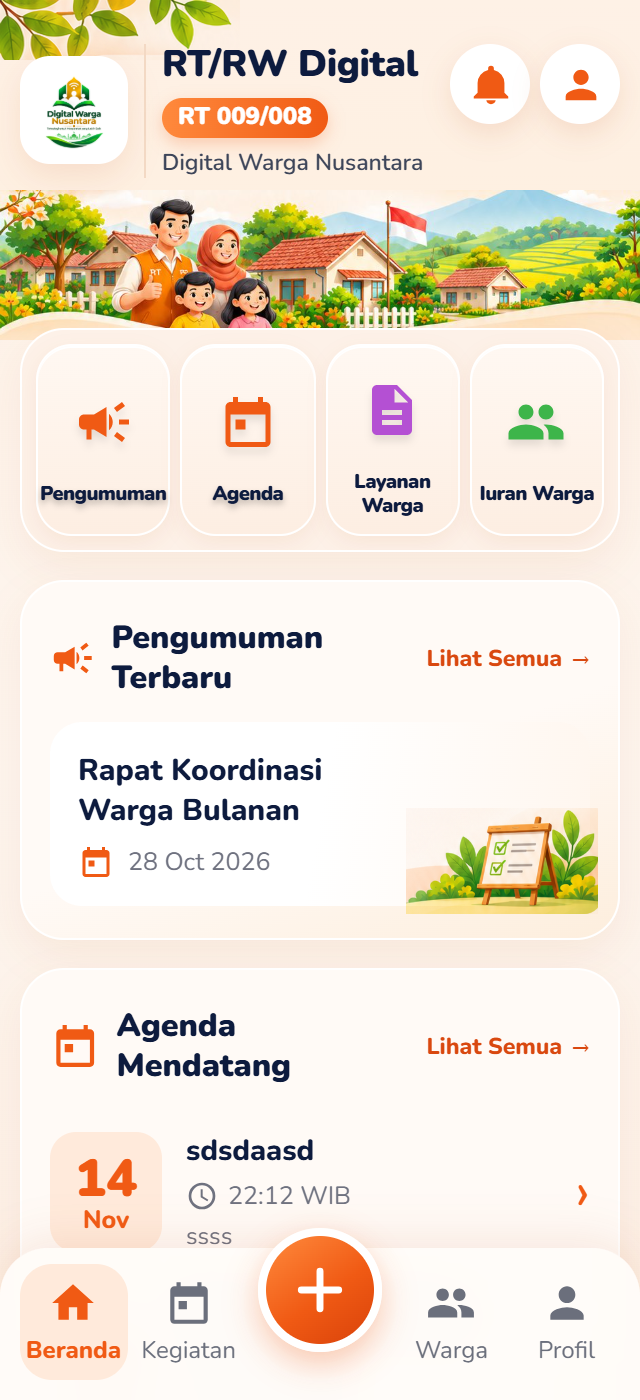 RT/RW Digital
RT 009/008
Digital Warga Nusantara
Digital Warga
Nusantara
RT
Pengumuman
Agenda
Layanan
Warga
Iuran Warga
Pengumuman
Terbaru
Lihat Semua →
Rapat Koordinasi
Warga Bulanan
28 Oct 2026
Agenda
Mendatang
Lihat Semua →
14
Nov
sdsdaasd
22:12 WIB
ssss
Beranda
Kegiatan
Warga
Profil